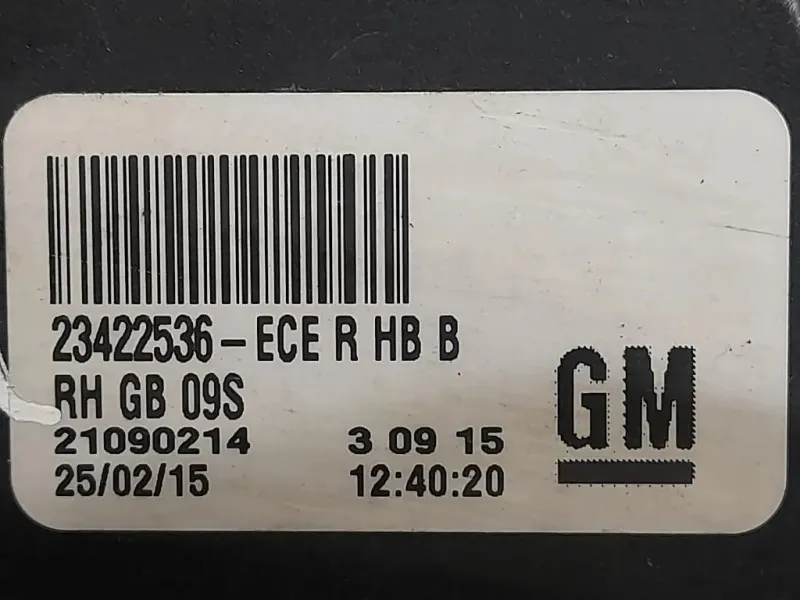 23422536-ECE R HB B
RH GB 09S
21090214 3 09 15
25/02/15 12:40:20
GM